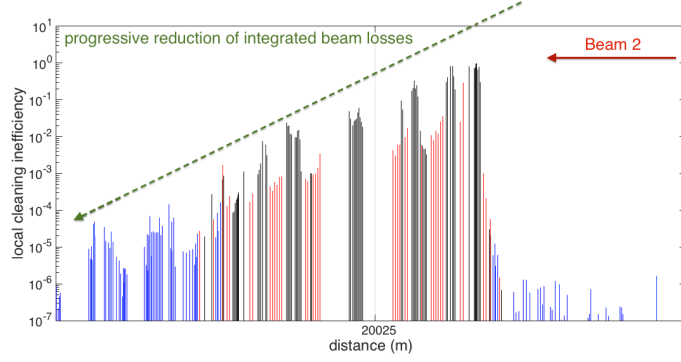 progressive reduction of integrated beam losses
Beam 2
local cleaning inefficiency
10^1
10^0
10^-1
10^-2
10^-3
10^-4
10^-5
10^-6
10^-7
20025
distance (m)